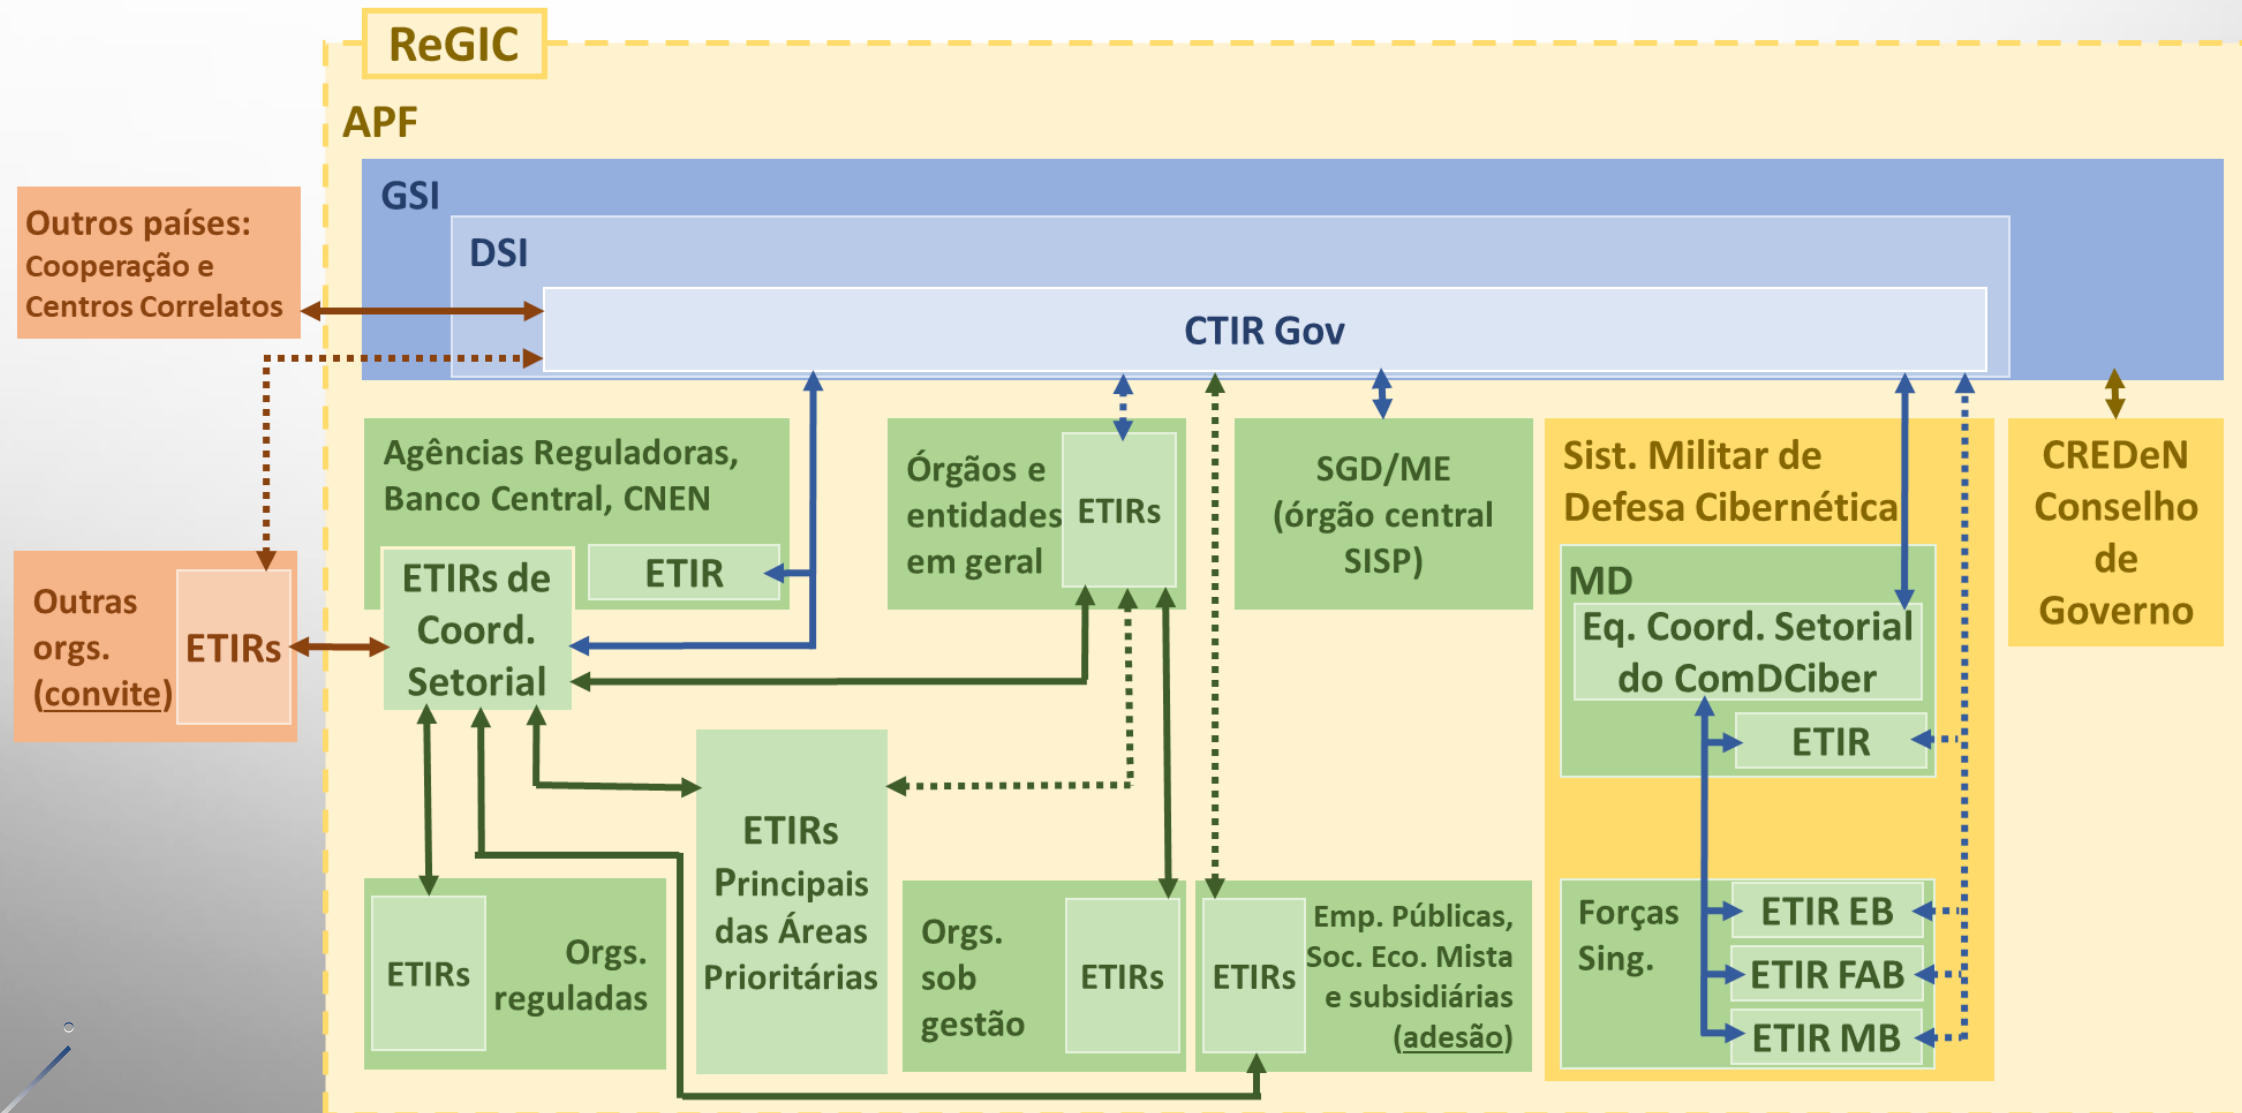 ReGIC
APF
GSI
DSI
CTIR Gov
Outros países:
Cooperação e
Centros Correlatos
Outras
orgs.
(convite)
ETIRs
Agências Reguladoras,
Banco Central, CNEN
ETIR
ETIRs de
Coord.
Setorial
Órgãos e
entidades
em geral
ETIRs
SGD/ME
(órgão central
SISP)
Sist. Militar de
Defesa Cibernética
MD
Eq. Coord. Setorial
do ComDCiber
ETIR
CREDeN
Conselho
de
Governo
ETIRs
Orgs.
reguladas
ETIRs
Principais
das Áreas
Prioritárias
Orgs.
sob
gestão
ETIRs
ETIRs
Emp. Públicas,
Soc. Eco. Mista
e subsidiárias
(adesão)
Forças
Sing.
ETIR EB
ETIR FAB
ETIR MB